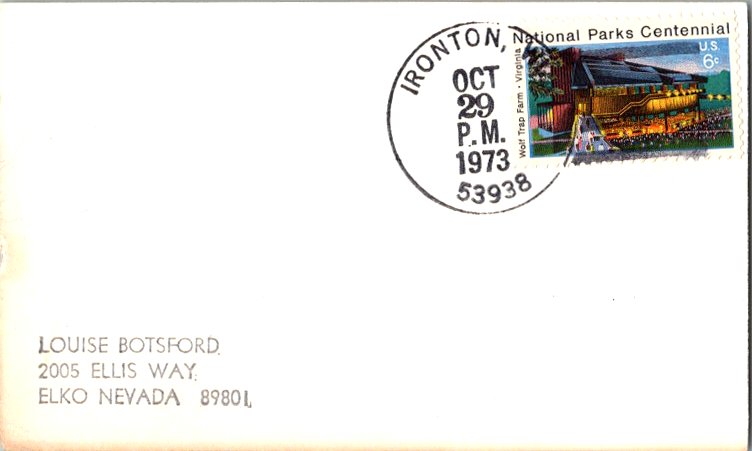 IRONTON,
OCT
29
P.M.
1973
53938
National Parks Centennial
U.S.
6c
Wolf Trap Farm · Virginia
LOUISE BOTSFORD
2005 ELLIS WAY
ELKO NEVADA 89801